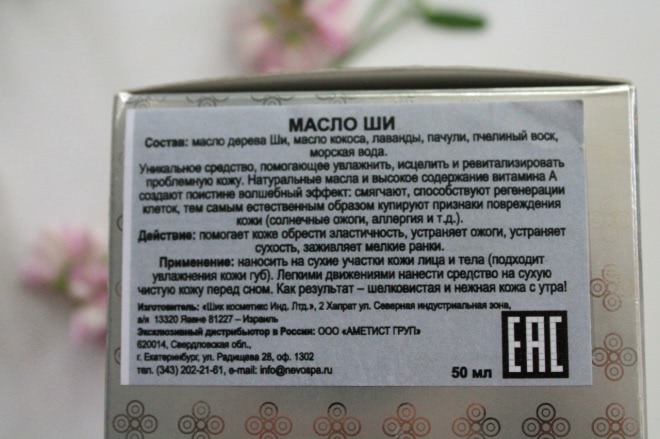 МАСЛО ШИ
Состав: масло дерева Ши, масло кокоса, лаванды, пачули, пчелиный воск,
морская вода.
Уникальное средство, помогающее увлажнить, исцелить и ревитализировать
проблемную кожу. Натуральные масла и высокое содержание витамина А
создают поистине волшебный эффект: смягчают, способствуют регенерации
клеток, тем самым естественным образом купируют признаки повреждения
кожи (солнечные ожоги, аллергия и т.д.).
Действие: помогает коже обрести эластичность, устраняет ожоги, устраняет
сухость, заживляет мелкие ранки.
Применение: наносить на сухие участки кожи лица и тела (подходит
увлажнения кожи губ). Легкими движениями нанести средство на сухую
чистую кожу перед сном. Как результат – шелковистая и нежная кожа с утра!
Изготовитель: «Шик косметикс Инд. Лтд.», 2 Хапрат ул. Северная индустриальная зона,
а/я 13320 Явне 81227 – Израиль
Эксклюзивный дистрибьютор в России: ООО «АМЕТИСТ ГРУП»
620014, Свердловская обл.,
г. Екатеринбург, ул. Радищева 28, оф. 1302
тел. (343) 202-21-61, e-mail: info@nevospa.ru
50 мл
ЕАС